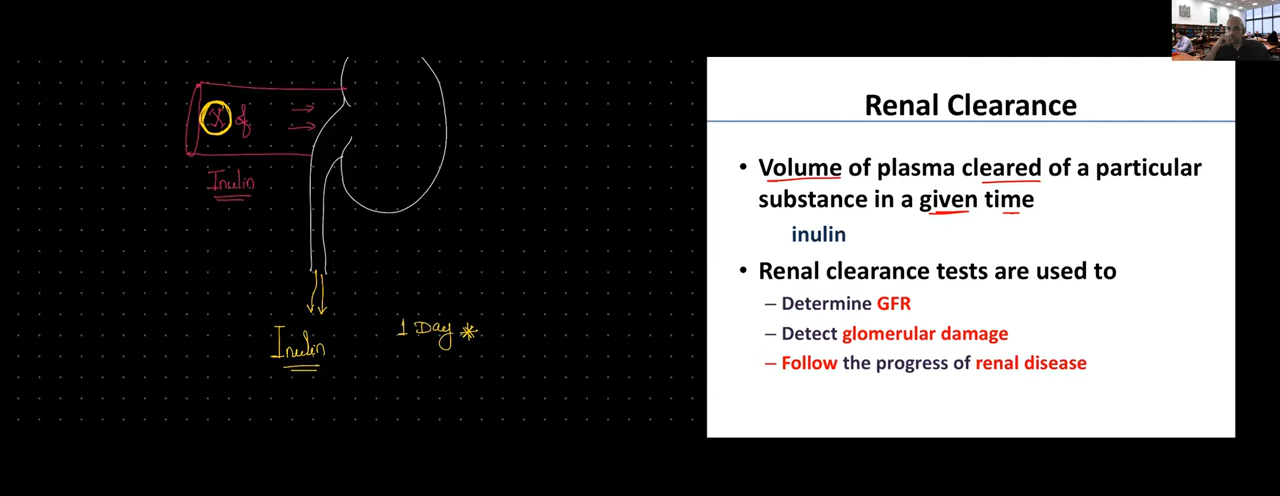 X of
Inulin
Inulin
1 Day *
Renal Clearance
• Volume of plasma cleared of a particular
substance in a given time
inulin
• Renal clearance tests are used to
– Determine GFR
– Detect glomerular damage
– Follow the progress of renal disease